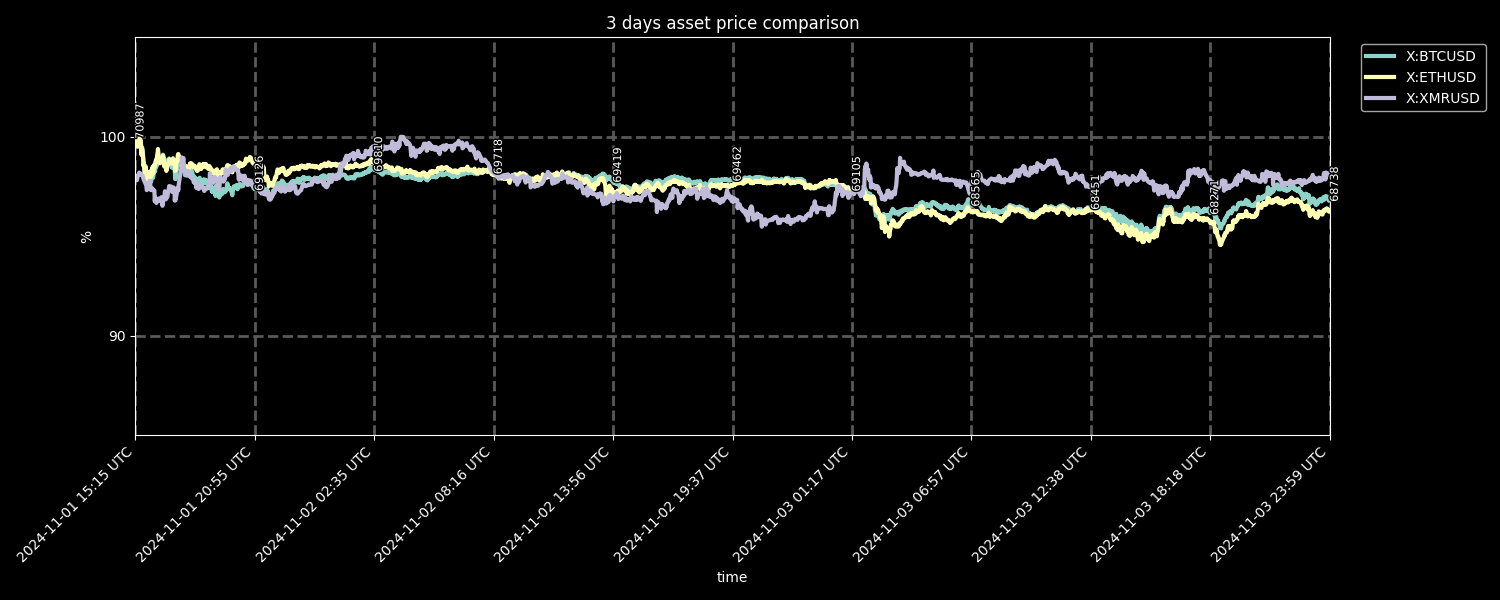 3 days asset price comparison
X:BTCUSD
X:ETHUSD
X:XMRUSD
70987
69126
69810
69718
69419
69462
69105
68565
68451
68271
68738
100
90
%
2024-11-01 15:15 UTC
2024-11-01 20:55 UTC
2024-11-02 02:35 UTC
2024-11-02 08:16 UTC
2024-11-02 13:56 UTC
2024-11-02 19:37 UTC
2024-11-03 01:17 UTC
2024-11-03 06:57 UTC
2024-11-03 12:38 UTC
2024-11-03 18:18 UTC
2024-11-03 23:59 UTC
time